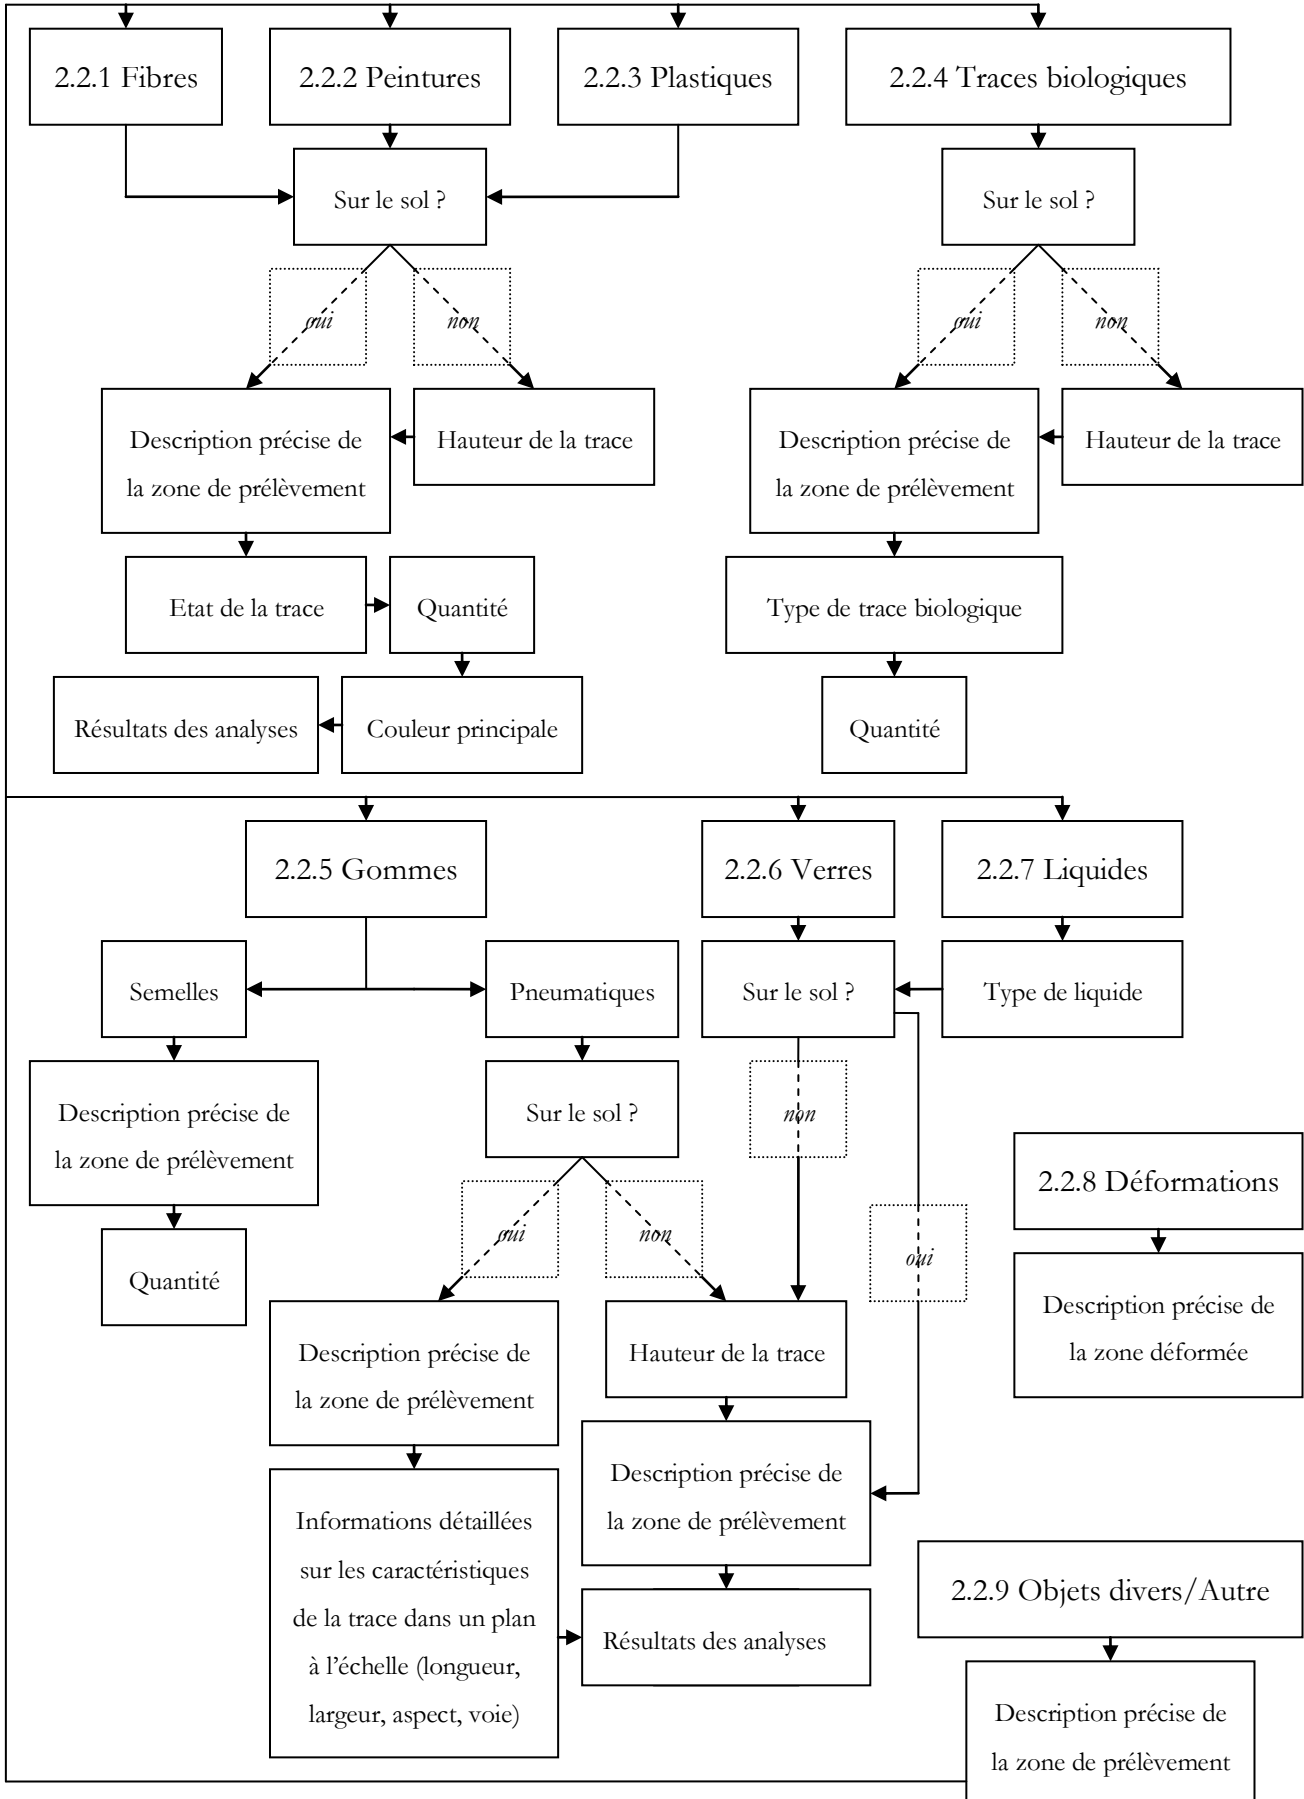 2.2.1 Fibres
2.2.2 Peintures
2.2.3 Plastiques
2.2.4 Traces biologiques
Sur le sol ?
Sur le sol ?
oui
non
oui
non
Description précise de
la zone de prélèvement
Hauteur de la trace
Description précise de
la zone de prélèvement
Hauteur de la trace
Etat de la trace
Quantité
Type de trace biologique
Résultats des analyses
Couleur principale
Quantité
2.2.5 Gommes
2.2.6 Verres
2.2.7 Liquides
Semelles
Pneumatiques
Sur le sol ?
Type de liquide
Description précise de
la zone de prélèvement
Sur le sol ?
non
2.2.8 Déformations
Quantité
oui
non
oui
Description précise de
la zone déformée
Description précise de
la zone de prélèvement
Hauteur de la trace
Description précise de
la zone de prélèvement
Informations détaillées
sur les caractéristiques
de la trace dans un plan
à l'échelle (longueur,
largeur, aspect, voie)
2.2.9 Objets divers/Autre
Résultats des analyses
Description précise de
la zone de prélèvement